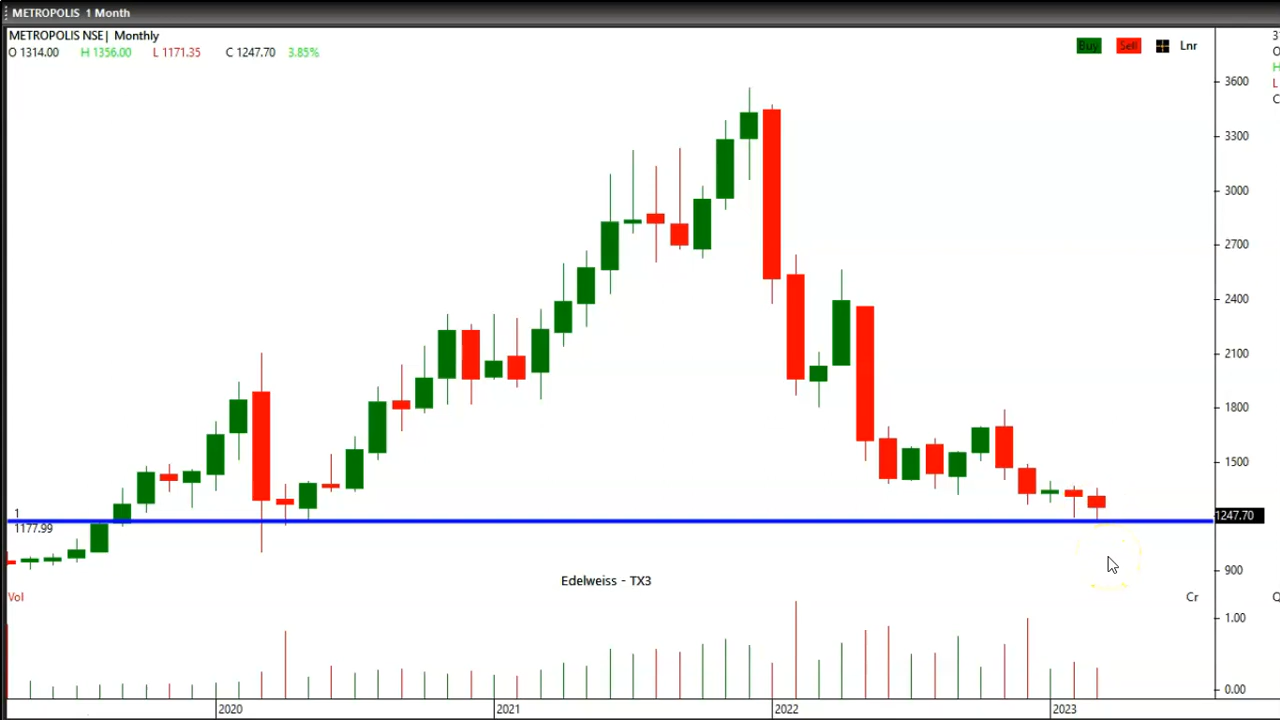 METROPOLIS 1 Month
METROPOLIS NSE| Monthly
O 1314.00 H 1356.00 L 1171.35 C 1247.70 3.85%
Buy Sell Lnr
3600
3300
3000
2700
2400
2100
1800
1500
1247.70
900
1
1177.99
Edelweiss - TX3
Vol
Cr
1.00
0.00
2020 2021 2022 2023
O
H
L
C